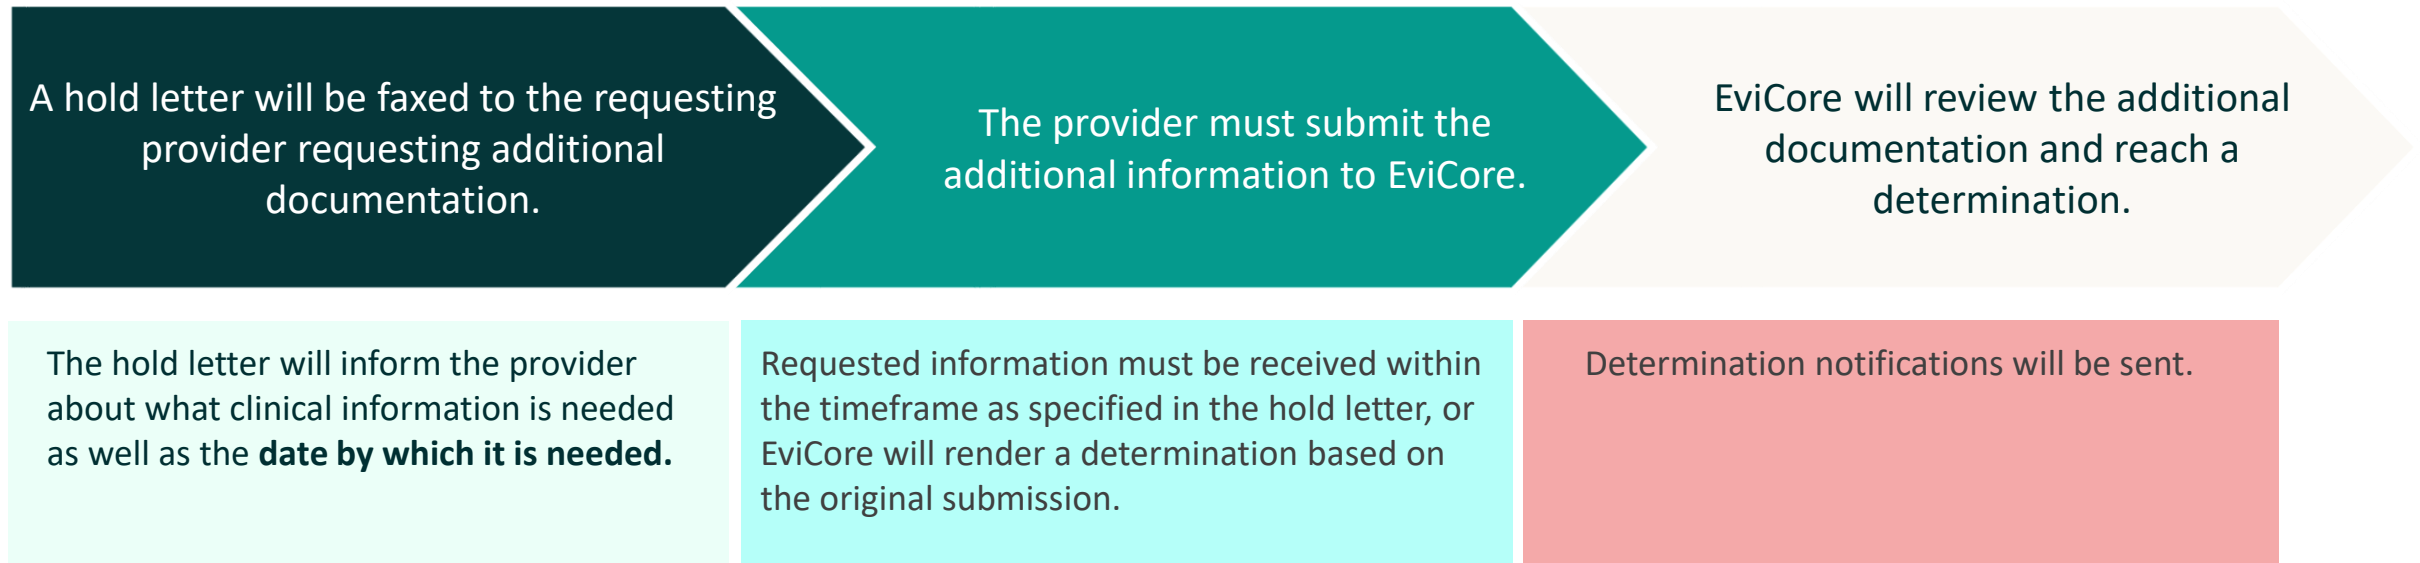 A hold letter will be faxed to the requesting
provider requesting additional
documentation.
The provider must submit the
additional information to EviCore.
EviCore will review the additional
documentation and reach a
determination.
The hold letter will inform the provider
about what clinical information is needed
as well as the date by which it is needed.
Requested information must be received within
the timeframe as specified in the hold letter, or
EviCore will render a determination based on
the original submission.
Determination notifications will be sent.